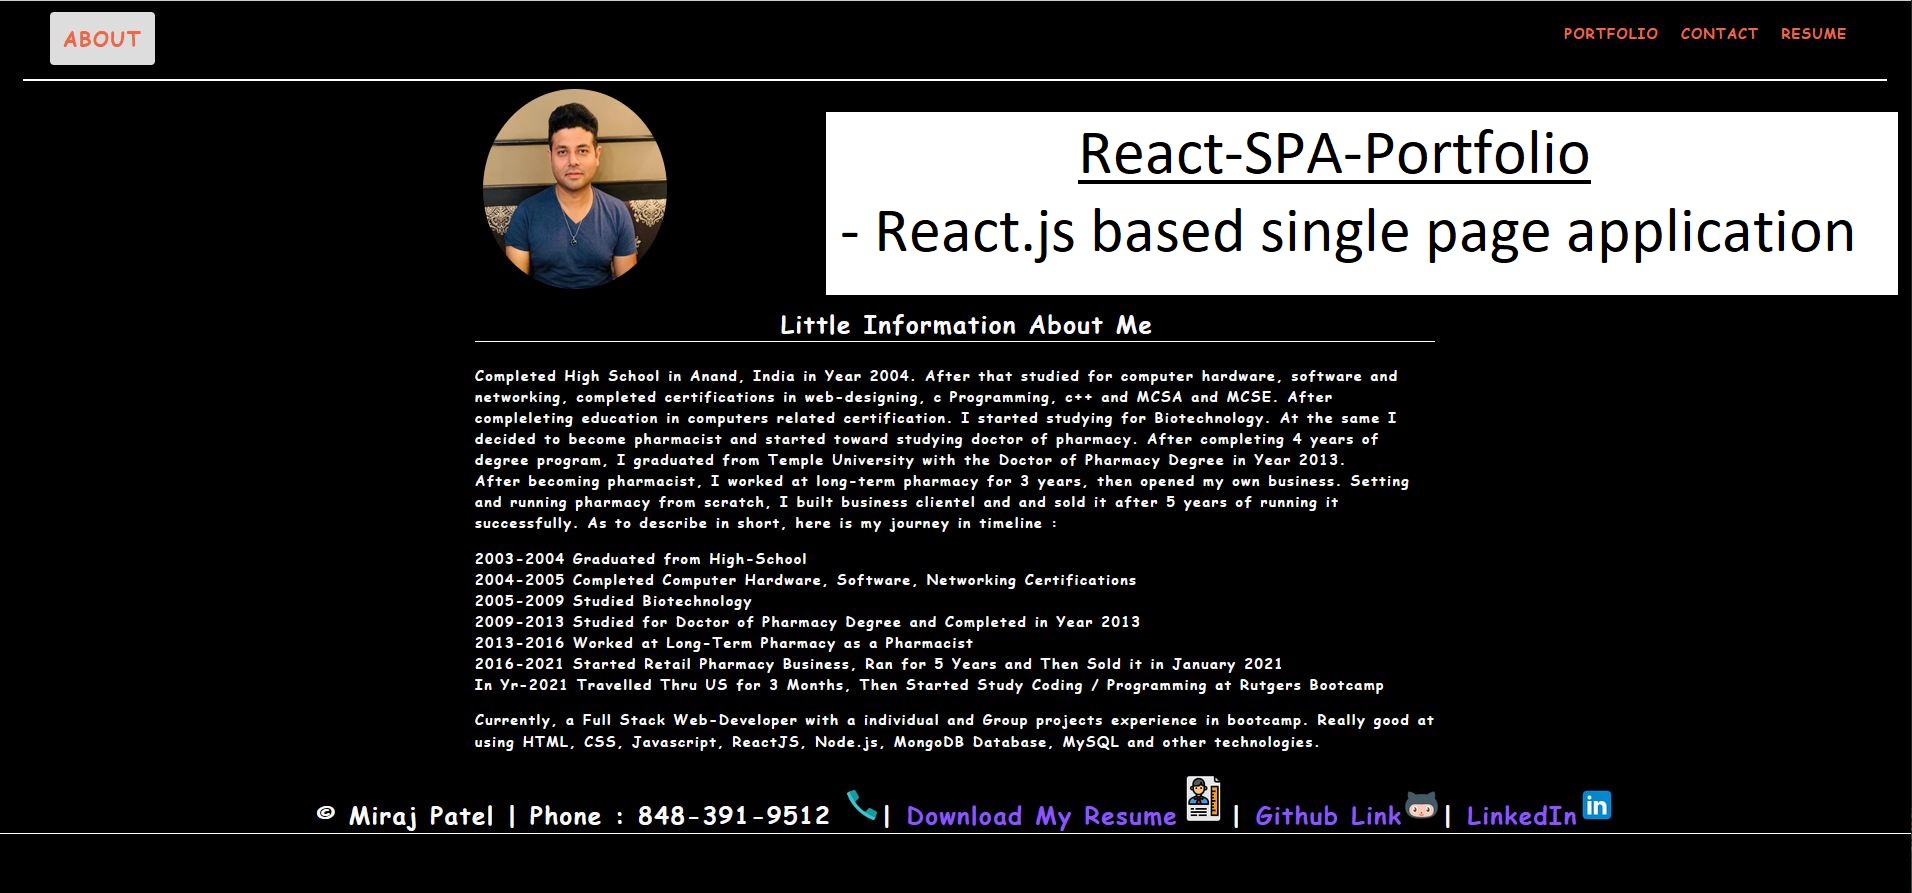 ABOUT
PORTFOLIO CONTACT RESUME
React-SPA-Portfolio
- React.js based single page application
Little Information About Me
Completed High School in Anand, India in Year 2004. After that studied for computer hardware, software and
networking, completed certifications in web-designing, c Programming, c++ and MCSA and MCSE. After
compleleting education in computers related certification. I started studying for Biotechnology. At the same I
decided to become pharmacist and started toward studying doctor of pharmacy. After completing 4 years of
degree program, I graduated from Temple University with the Doctor of Pharmacy Degree in Year 2013.
After becoming pharmacist, I worked at long-term pharmacy for 3 years, then opened my own business. Setting
and running pharmacy from scratch, I built business clientel and and sold it after 5 years of running it
successfully. As to describe in short, here is my journey in timeline :
2003-2004 Graduated from High-School
2004-2005 Completed Computer Hardware, Software, Networking Certifications
2005-2009 Studied Biotechnology
2009-2013 Studied for Doctor of Pharmacy Degree and Completed in Year 2013
2013-2016 Worked at Long-Term Pharmacy as a Pharmacist
2016-2021 Started Retail Pharmacy Business, Ran for 5 Years and Then Sold it in January 2021
In Yr-2021 Travelled Thru US for 3 Months, Then Started Study Coding / Programming at Rutgers Bootcamp
Currently, a Full Stack Web-Developer with a individual and Group projects experience in bootcamp. Really good at
using HTML, CSS, Javascript, ReactJS, Node.js, MongoDB Database, MySQL and other technologies.
© Miraj Patel | Phone : 848-391-9512 | Download My Resume | Github Link | LinkedIn in